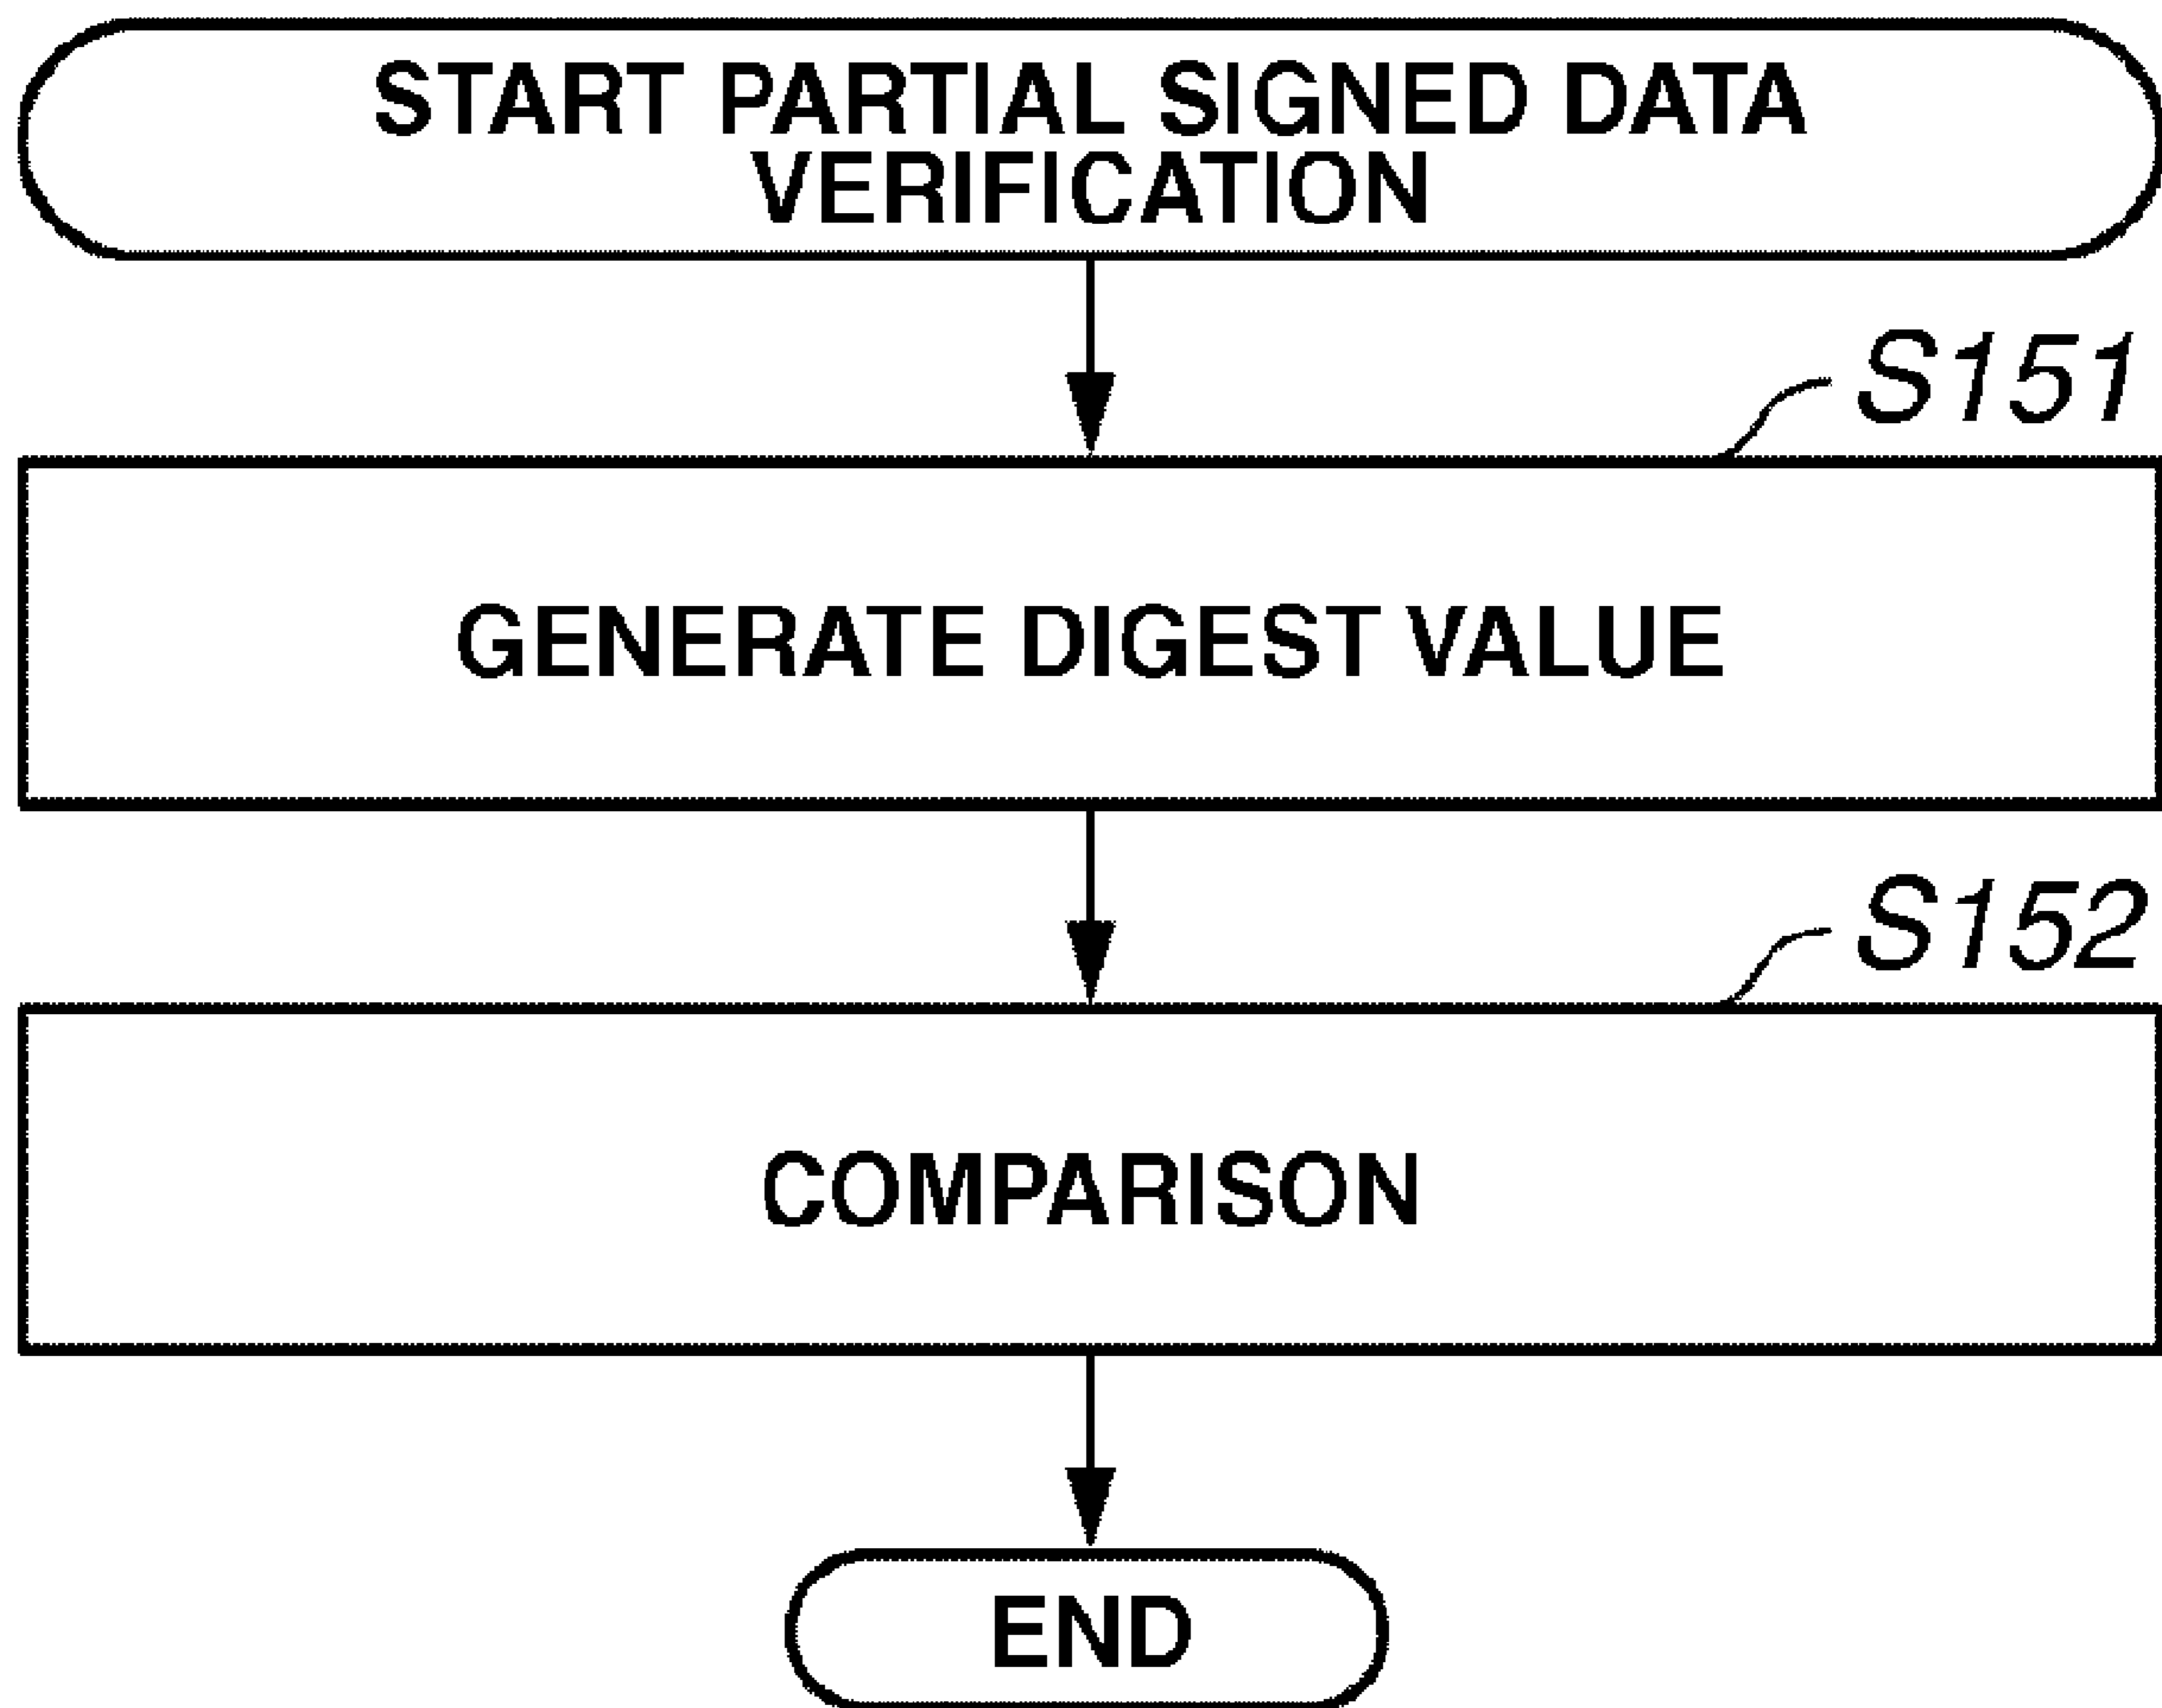 START PARTIAL SIGNED DATA
VERIFICATION
S151
GENERATE DIGEST VALUE
S152
COMPARISON
END